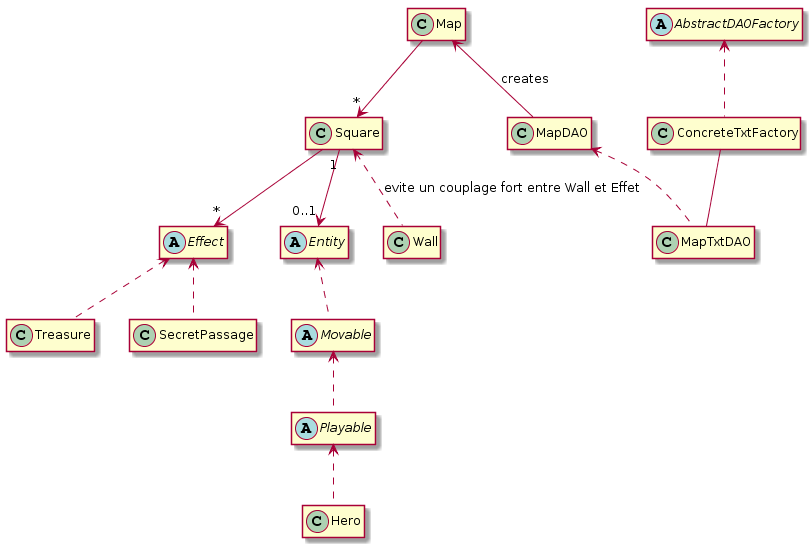 C Map
A AbstractDAOFactory
creates
*
C Square
C MapDAO
C ConcreteTxtFactory
1
evite un couplage fort entre Wall et Effet
*
0..1
A Effect
A Entity
C Wall
C MapTxtDAO
C Treasure
C SecretPassage
A Movable
A Playable
C Hero